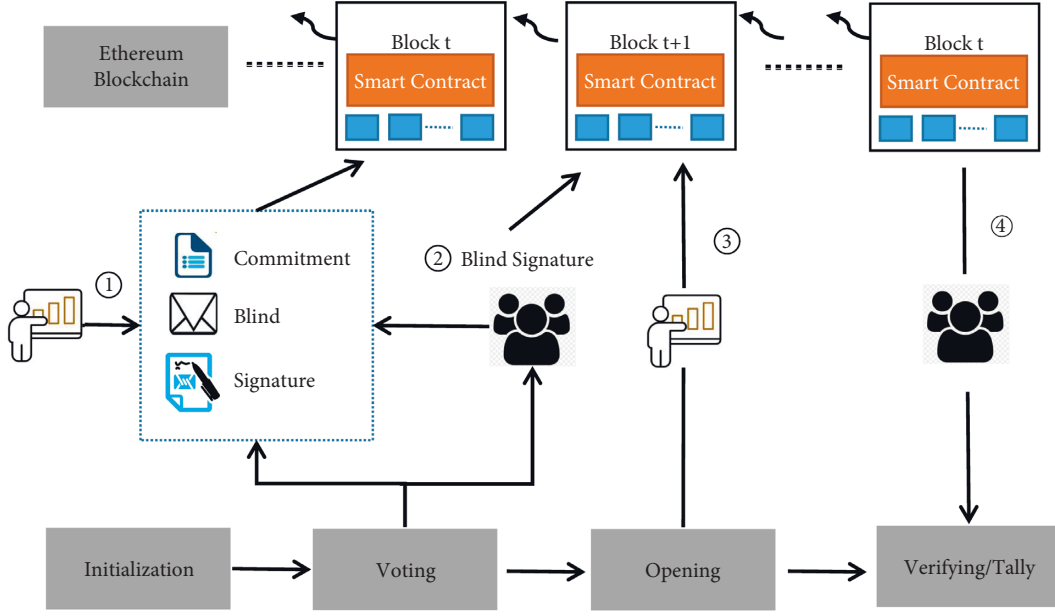 Ethereum
Blockchain
Block t
Smart Contract
Block t+1
Smart Contract
Block t
Smart Contract
①
Commitment
Blind
Signature
② Blind Signature
③
④
Initialization
Voting
Opening
Verifying/Tally